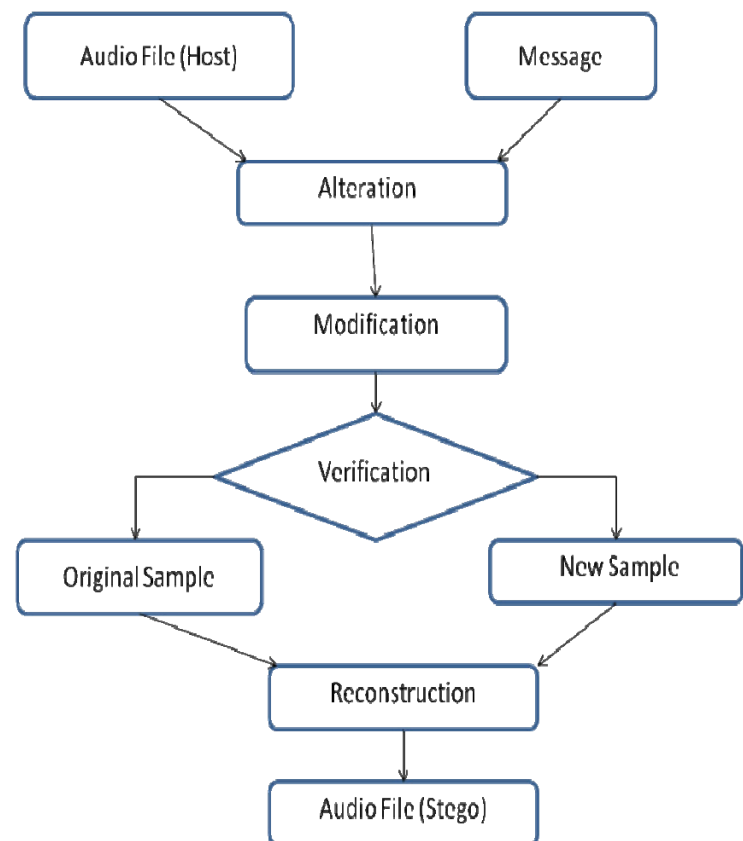 Audio File (Host)
Message
Alteration
Modification
Verification
Original Sample
New Sample
Reconstruction
Audio File (Stego)